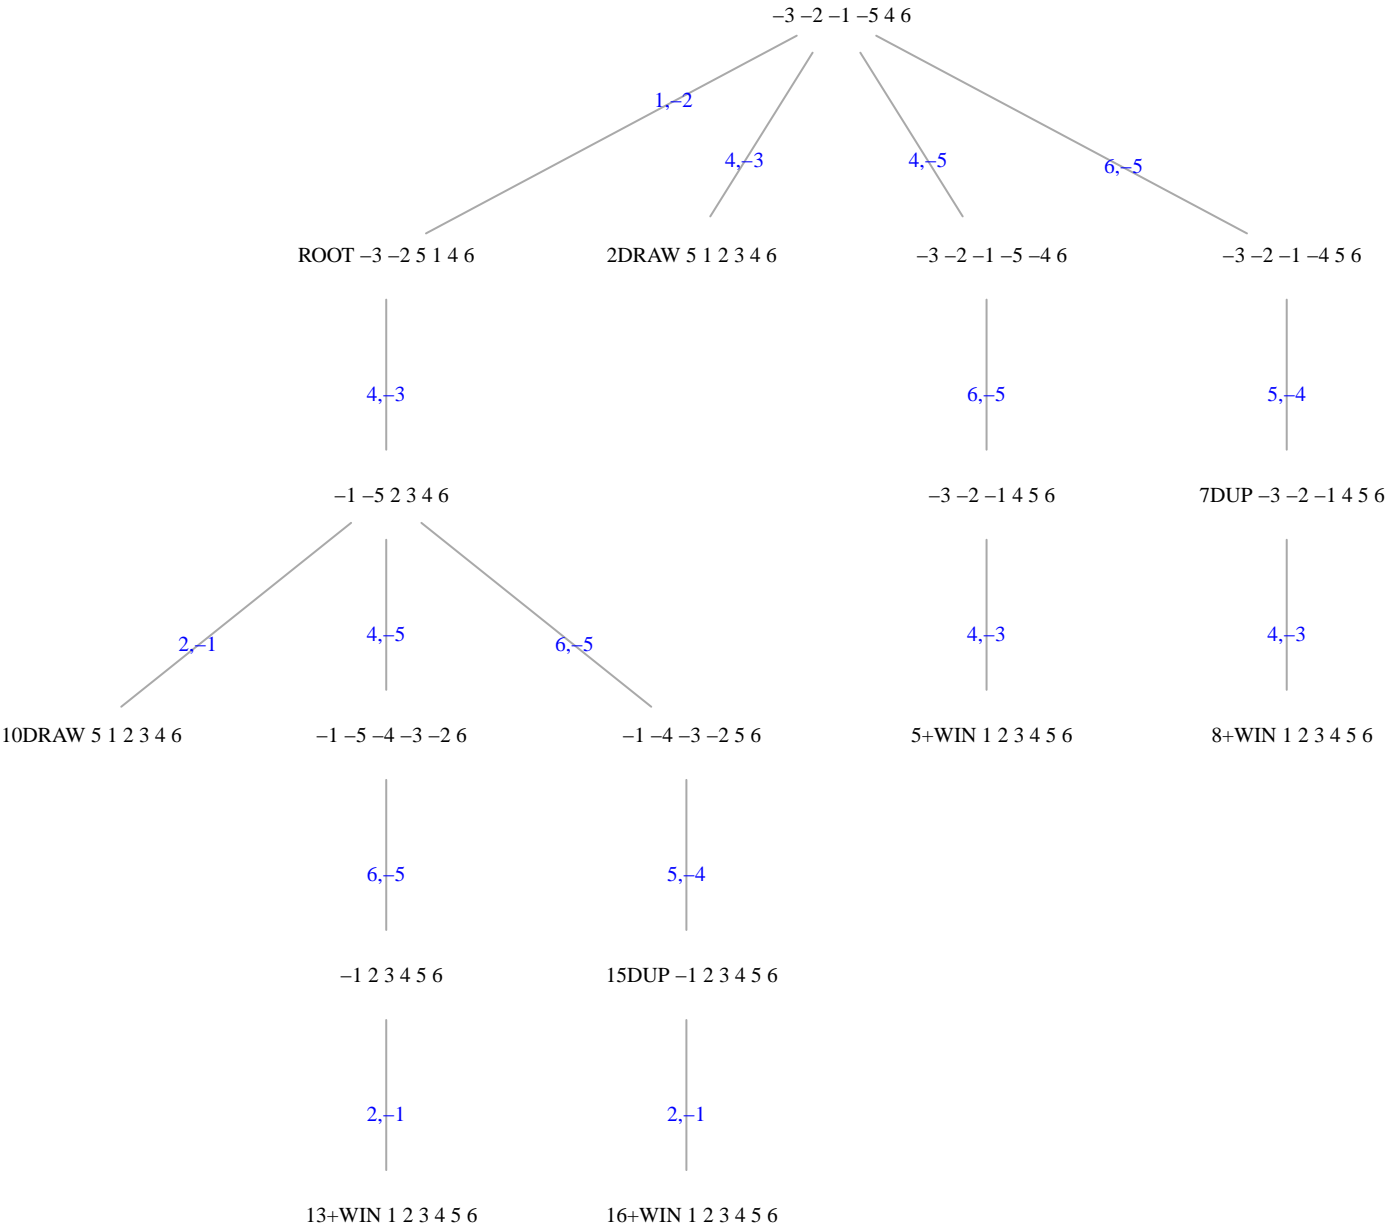 −3 −2 −1 −5 4 6
1,−2
4,−3
4,−5
6,−5
ROOT −3 −2 5 1 4 6
2DRAW 5 1 2 3 4 6
−3 −2 −1 −5 −4 6
−3 −2 −1 −4 5 6
4,−3
6,−5
5,−4
−1 −5 2 3 4 6
−3 −2 −1 4 5 6
7DUP −3 −2 −1 4 5 6
2,−1
4,−5
6,−5
4,−3
4,−3
10DRAW 5 1 2 3 4 6
−1 −5 −4 −3 −2 6
−1 −4 −3 −2 5 6
5+WIN 1 2 3 4 5 6
8+WIN 1 2 3 4 5 6
6,−5
5,−4
−1 2 3 4 5 6
15DUP −1 2 3 4 5 6
2,−1
2,−1
13+WIN 1 2 3 4 5 6
16+WIN 1 2 3 4 5 6